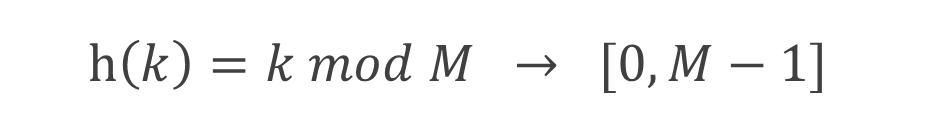 h(k) = k mod M → [0, M − 1]